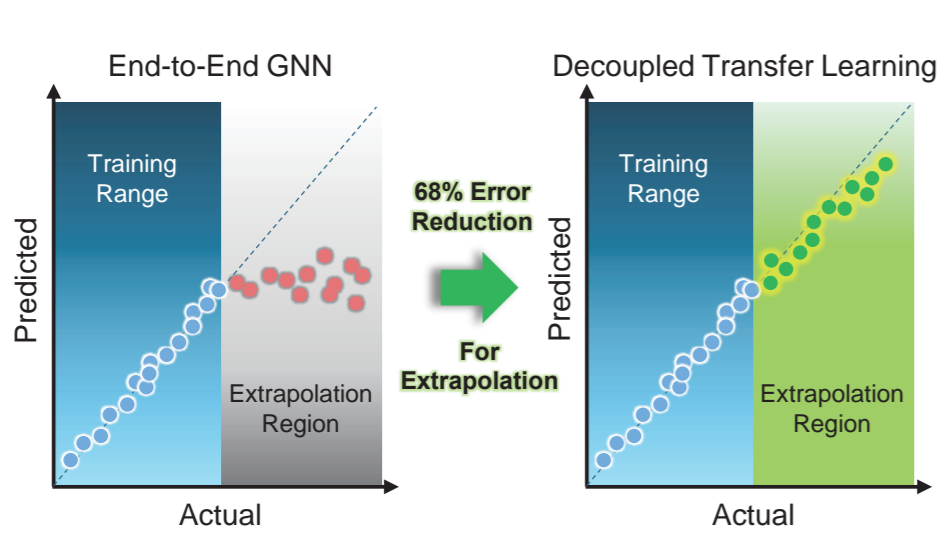 End-to-End GNN
Training
Range
Extrapolation
Region
Predicted
Actual
68% Error
Reduction
For
Extrapolation
Decoupled Transfer Learning
Training
Range
Extrapolation
Region
Predicted
Actual